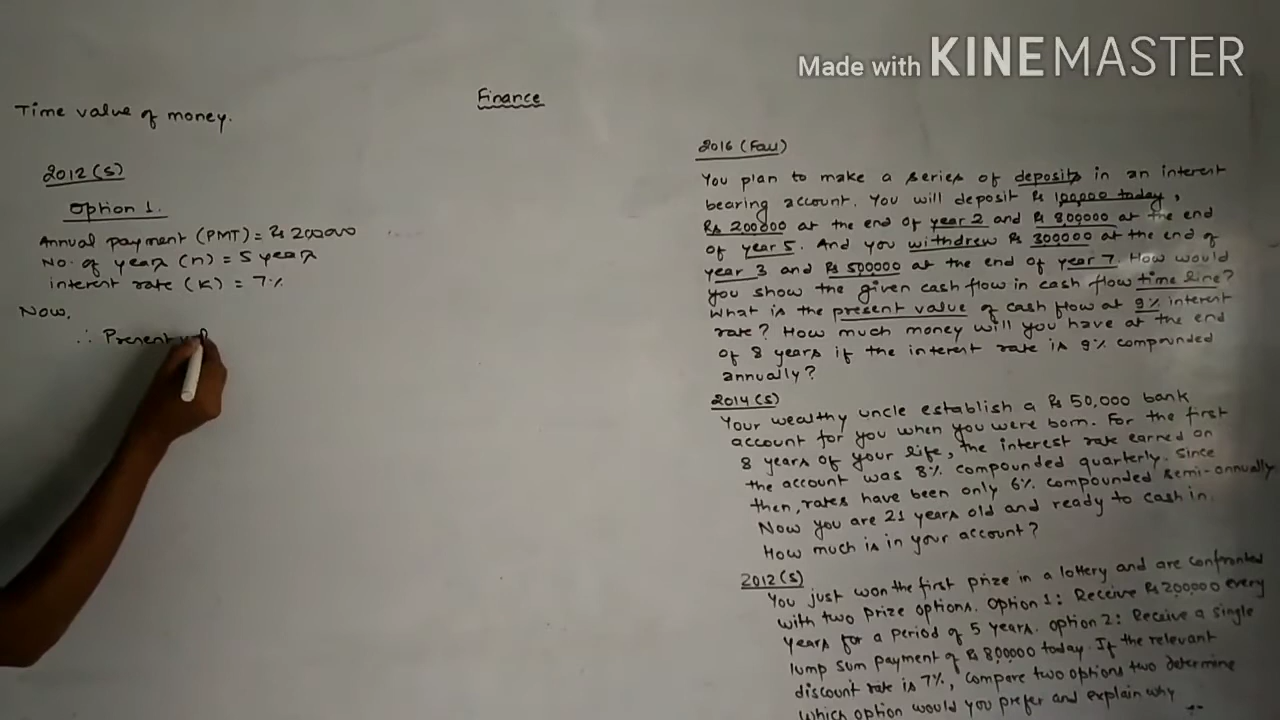 Made with KINEMASTER
Finance
Time value of money.
2012 (S)
Option 1.
Annual payment (PMT) = Rs 200000
No. of years (n) = 5 years
interest rate (K) = 7%
Now,
∴ Present
2016 (Fall)
You plan to make a series of deposits in an interest
bearing account. You will deposit Rs 100000 today,
Rs 200000 at the end of year 2 and Rs 800000 at the end
of year 5. And you withdrew Rs 300000 at the end of
year 3 and Rs 500000 at the end of year 7. How would
you show the given cash flow in cash flow time line?
What is the present value of cash flow at 9% interest
rate? How much money will you have at the end
of 8 years if the interest rate is 9% compounded
annually?
2014 (S)
Your wealthy uncle establish a Rs 50,000 bank
account for you when you were born. For the first
8 years of your life, the interest rate earned on
the account was 8% compounded quarterly. Since
then, rates have been only 6% compounded semi-annually
Now you are 21 years old and ready to cash in.
How much is in your account?
2012 (S)
You just won the first prize in a lottery and are confronted
with two prize options. Option 1: Receive Rs 200000 every
years for a period of 5 years. Option 2: Receive a single
lump sum payment of Rs 800000 today. If the relevant
discount rate is 7%, compare two options two determine
which option would you prefer and explain why